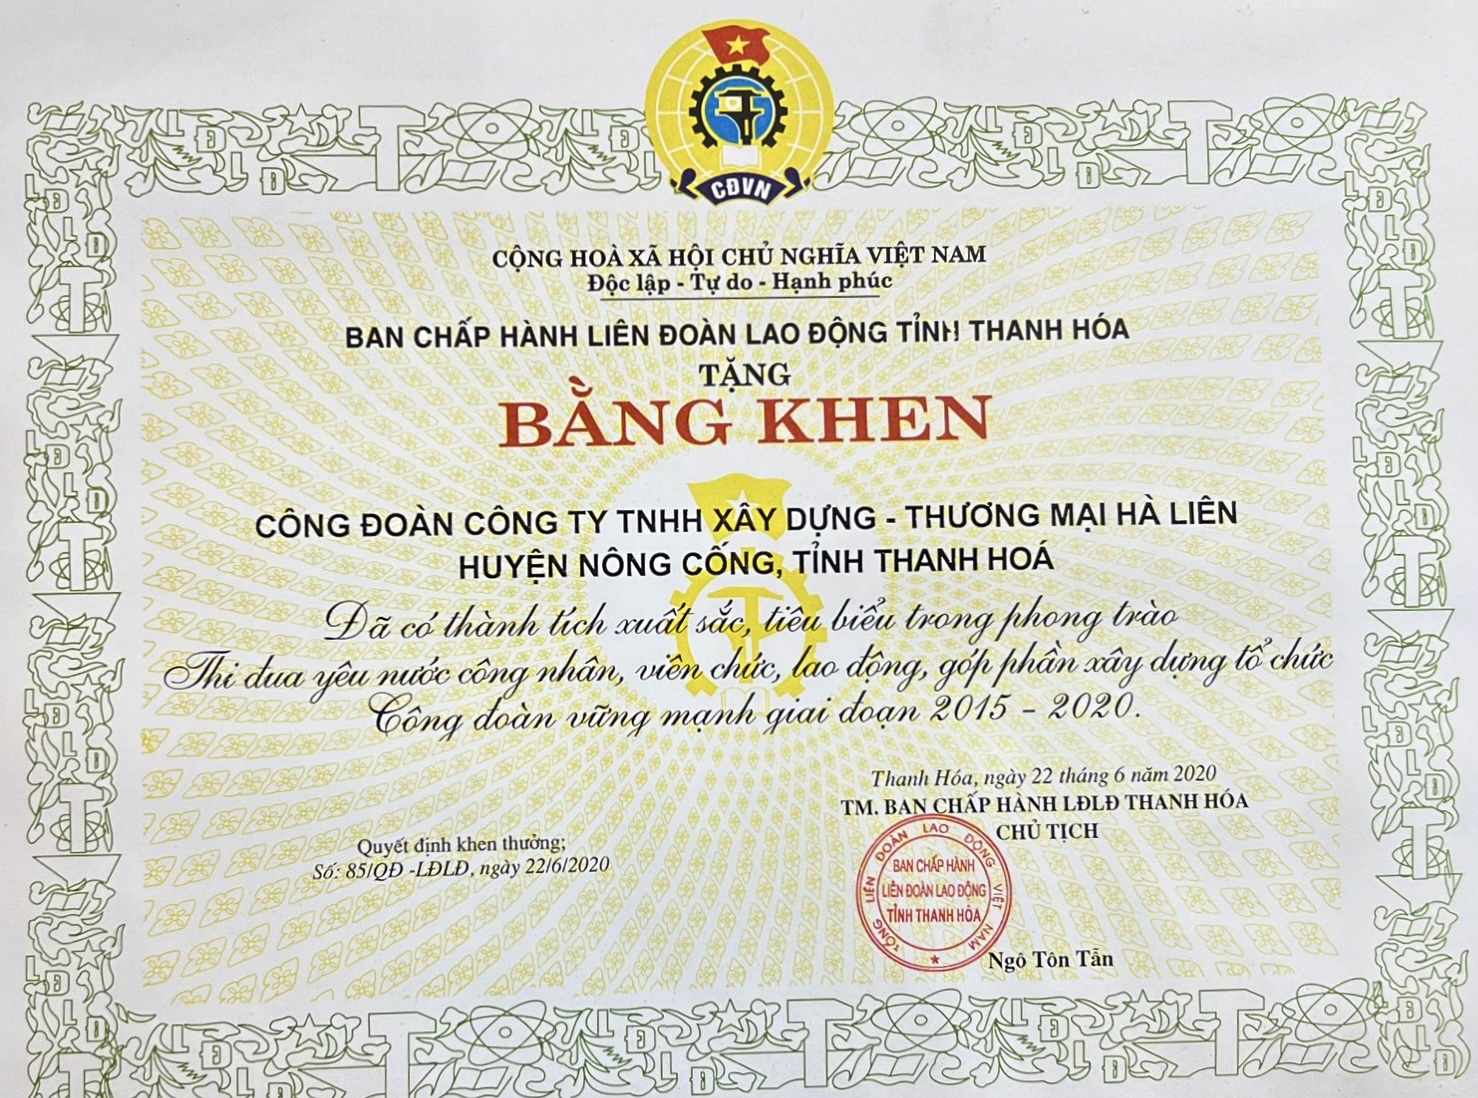 CĐVN
CỘNG HOÀ XÃ HỘI CHỦ NGHĨA VIỆT NAM
Độc lập - Tự do - Hạnh phúc
BAN CHẤP HÀNH LIÊN ĐOÀN LAO ĐỘNG TỈNH THANH HÓA
TẶNG
BẰNG KHEN
CÔNG ĐOÀN CÔNG TY TNHH XÂY DỰNG - THƯƠNG MẠI HÀ LIÊN
HUYỆN NÔNG CỐNG, TỈNH THANH HOÁ
Đã có thành tích xuất sắc, tiêu biểu trong phong trào
Thi đua yêu nước công nhân, viên chức, lao động, góp phần xây dựng tổ chức
Công đoàn vững mạnh giai đoạn 2015 - 2020.
Thanh Hóa, ngày 22 tháng 6 năm 2020
TM. BAN CHẤP HÀNH LĐLĐ THANH HÓA
CHỦ TỊCH
Quyết định khen thưởng;
Số: 85/QĐ -LĐLĐ, ngày 22/6/2020
TỔNG LIÊN ĐOÀN LAO ĐỘNG VIỆT NAM
BAN CHẤP HÀNH
LIÊN ĐOÀN LAO ĐỘNG
TỈNH THANH HÓA
Ngô Tôn Tẫn